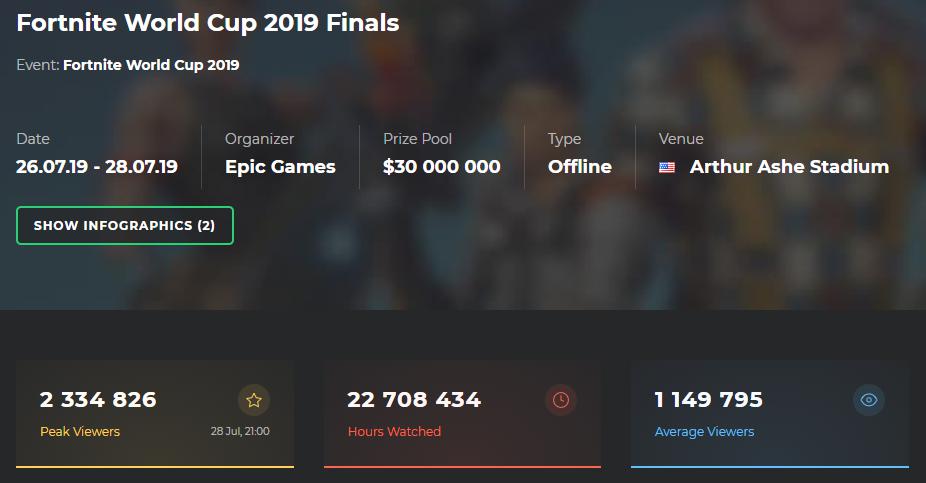 Fortnite World Cup 2019 Finals
Event: Fortnite World Cup 2019
Date Organizer Prize Pool Type Venue
26.07.19 - 28.07.19 Epic Games $30 000 000 Offline Arthur Ashe Stadium
SHOW INFOGRAPHICS (2)
2 334 826 22 708 434 1 149 795
Peak Viewers 28 Jul, 21:00 Hours Watched Average Viewers